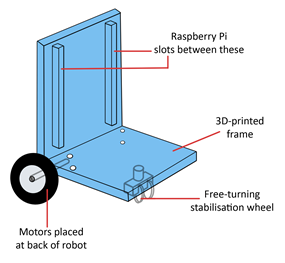 Raspberry Pi
slots between these
3D-printed
frame
Free-turning
stabilisation wheel
Motors placed
at back of robot